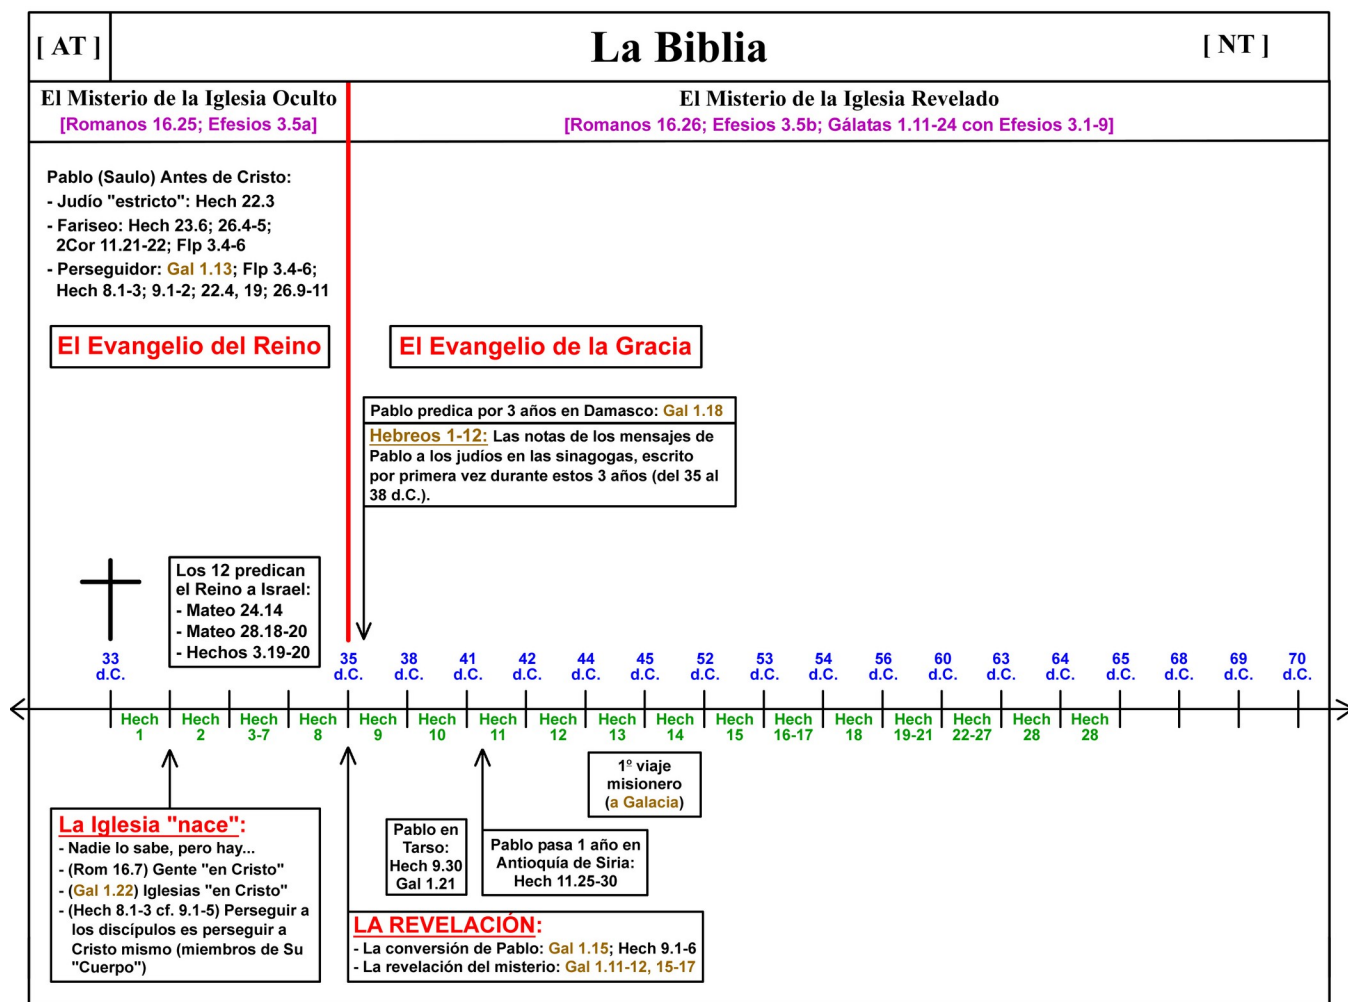 [ AT ]
La Biblia
[ NT ]
El Misterio de la Iglesia Oculto
[Romanos 16.25; Efesios 3.5a]
El Misterio de la Iglesia Revelado
[Romanos 16.26; Efesios 3.5b; Gálatas 1.11-24 con Efesios 3.1-9]
Pablo (Saulo) Antes de Cristo:
- Judío "estricto": Hech 22.3
- Fariseo: Hech 23.6; 26.4-5;
2Cor 11.21-22; Flp 3.4-6
- Perseguidor: Gal 1.13; Flp 3.4-6;
Hech 8.1-3; 9.1-2; 22.4, 19; 26.9-11
El Evangelio del Reino
El Evangelio de la Gracia
Pablo predica por 3 años en Damasco: Gal 1.18
Hebreos 1-12: Las notas de los mensajes de
Pablo a los judíos en las sinagogas, escrito
por primera vez durante estos 3 años (del 35 al
38 d.C.).
Los 12 predican
el Reino a Israel:
- Mateo 24.14
- Mateo 28.18-20
- Hechos 3.19-20
33
d.C.
35
d.C.
38
d.C.
41
d.C.
42
d.C.
44
d.C.
45
d.C.
52
d.C.
53
d.C.
54
d.C.
56
d.C.
60
d.C.
63
d.C.
64
d.C.
65
d.C.
68
d.C.
69
d.C.
70
d.C.
Hech
1
Hech
2
Hech
3-7
Hech
8
Hech
9
Hech
10
Hech
11
Hech
12
Hech
13
Hech
14
Hech
15
Hech
16-17
Hech
18
Hech
19-21
Hech
22-27
Hech
28
Hech
28
1º viaje
misionero
(a Galacia)
La Iglesia "nace":
- Nadie lo sabe, pero hay...
- (Rom 16.7) Gente "en Cristo"
- (Gal 1.22) Iglesias "en Cristo"
- (Hech 8.1-3 cf. 9.1-5) Perseguir a
los discípulos es perseguir a
Cristo mismo (miembros de Su
"Cuerpo")
Pablo en
Tarso:
Hech 9.30
Gal 1.21
Pablo pasa 1 año en
Antioquía de Siria:
Hech 11.25-30
LA REVELACIÓN:
- La conversión de Pablo: Gal 1.15; Hech 9.1-6
- La revelación del misterio: Gal 1.11-12, 15-17